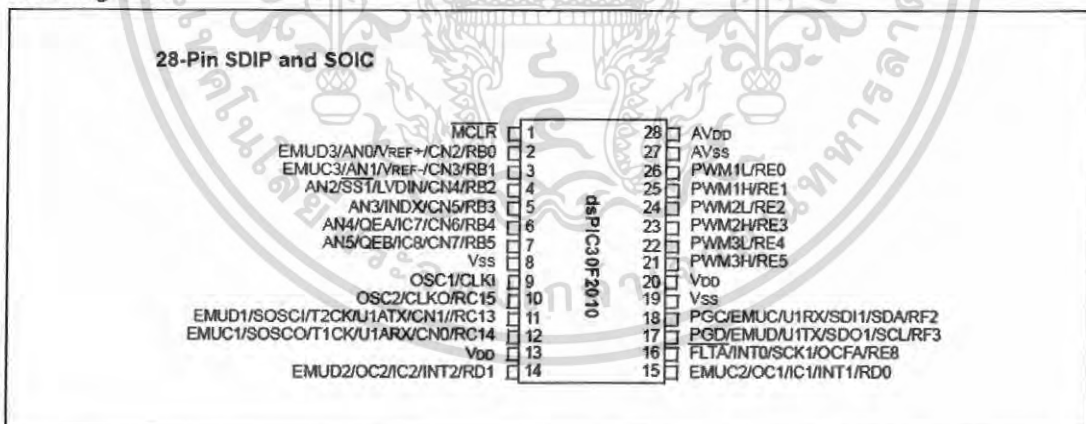 28-Pin SDIP and SOIC
MCLR 1
EMUD3/AN0/VREF+/CN2/RB0 2
EMUC3/AN1/VREF-/CN3/RB1 3
AN2/SS1/LVDIN/CN4/RB2 4
AN3/INDX/CN5/RB3 5
AN4/QEA/IC7/CN6/RB4 6
AN5/QEB/IC8/CN7/RB5 7
VSS 8
OSC1/CLKI 9
OSC2/CLKO/RC15 10
EMUD1/SOSCI/T2CK/U1ATX/CN1//RC13 11
EMUC1/SOSCO/T1CK/U1ARX/CN0/RC14 12
VDD 13
EMUD2/OC2/IC2/INT2/RD1 14
dsPIC30F2010
28 AVDD
27 AVSS
26 PWM1L/RE0
25 PWM1H/RE1
24 PWM2L/RE2
23 PWM2H/RE3
22 PWM3L/RE4
21 PWM3H/RE5
20 VDD
19 VSS
18 PGC/EMUC/U1RX/SDI1/SDA/RF2
17 PGD/EMUD/U1TX/SDO1/SCL/RF3
16 FLTA/INT0/SCK1/OCFA/RE8
15 EMUC2/OC1/IC1/INT1/RD0